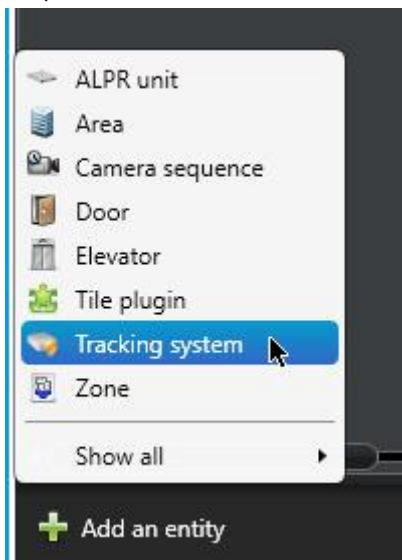 ALPR unit
Area
Camera sequence
Door
Elevator
Tile plugin
Tracking system
Zone
Show all
Add an entity